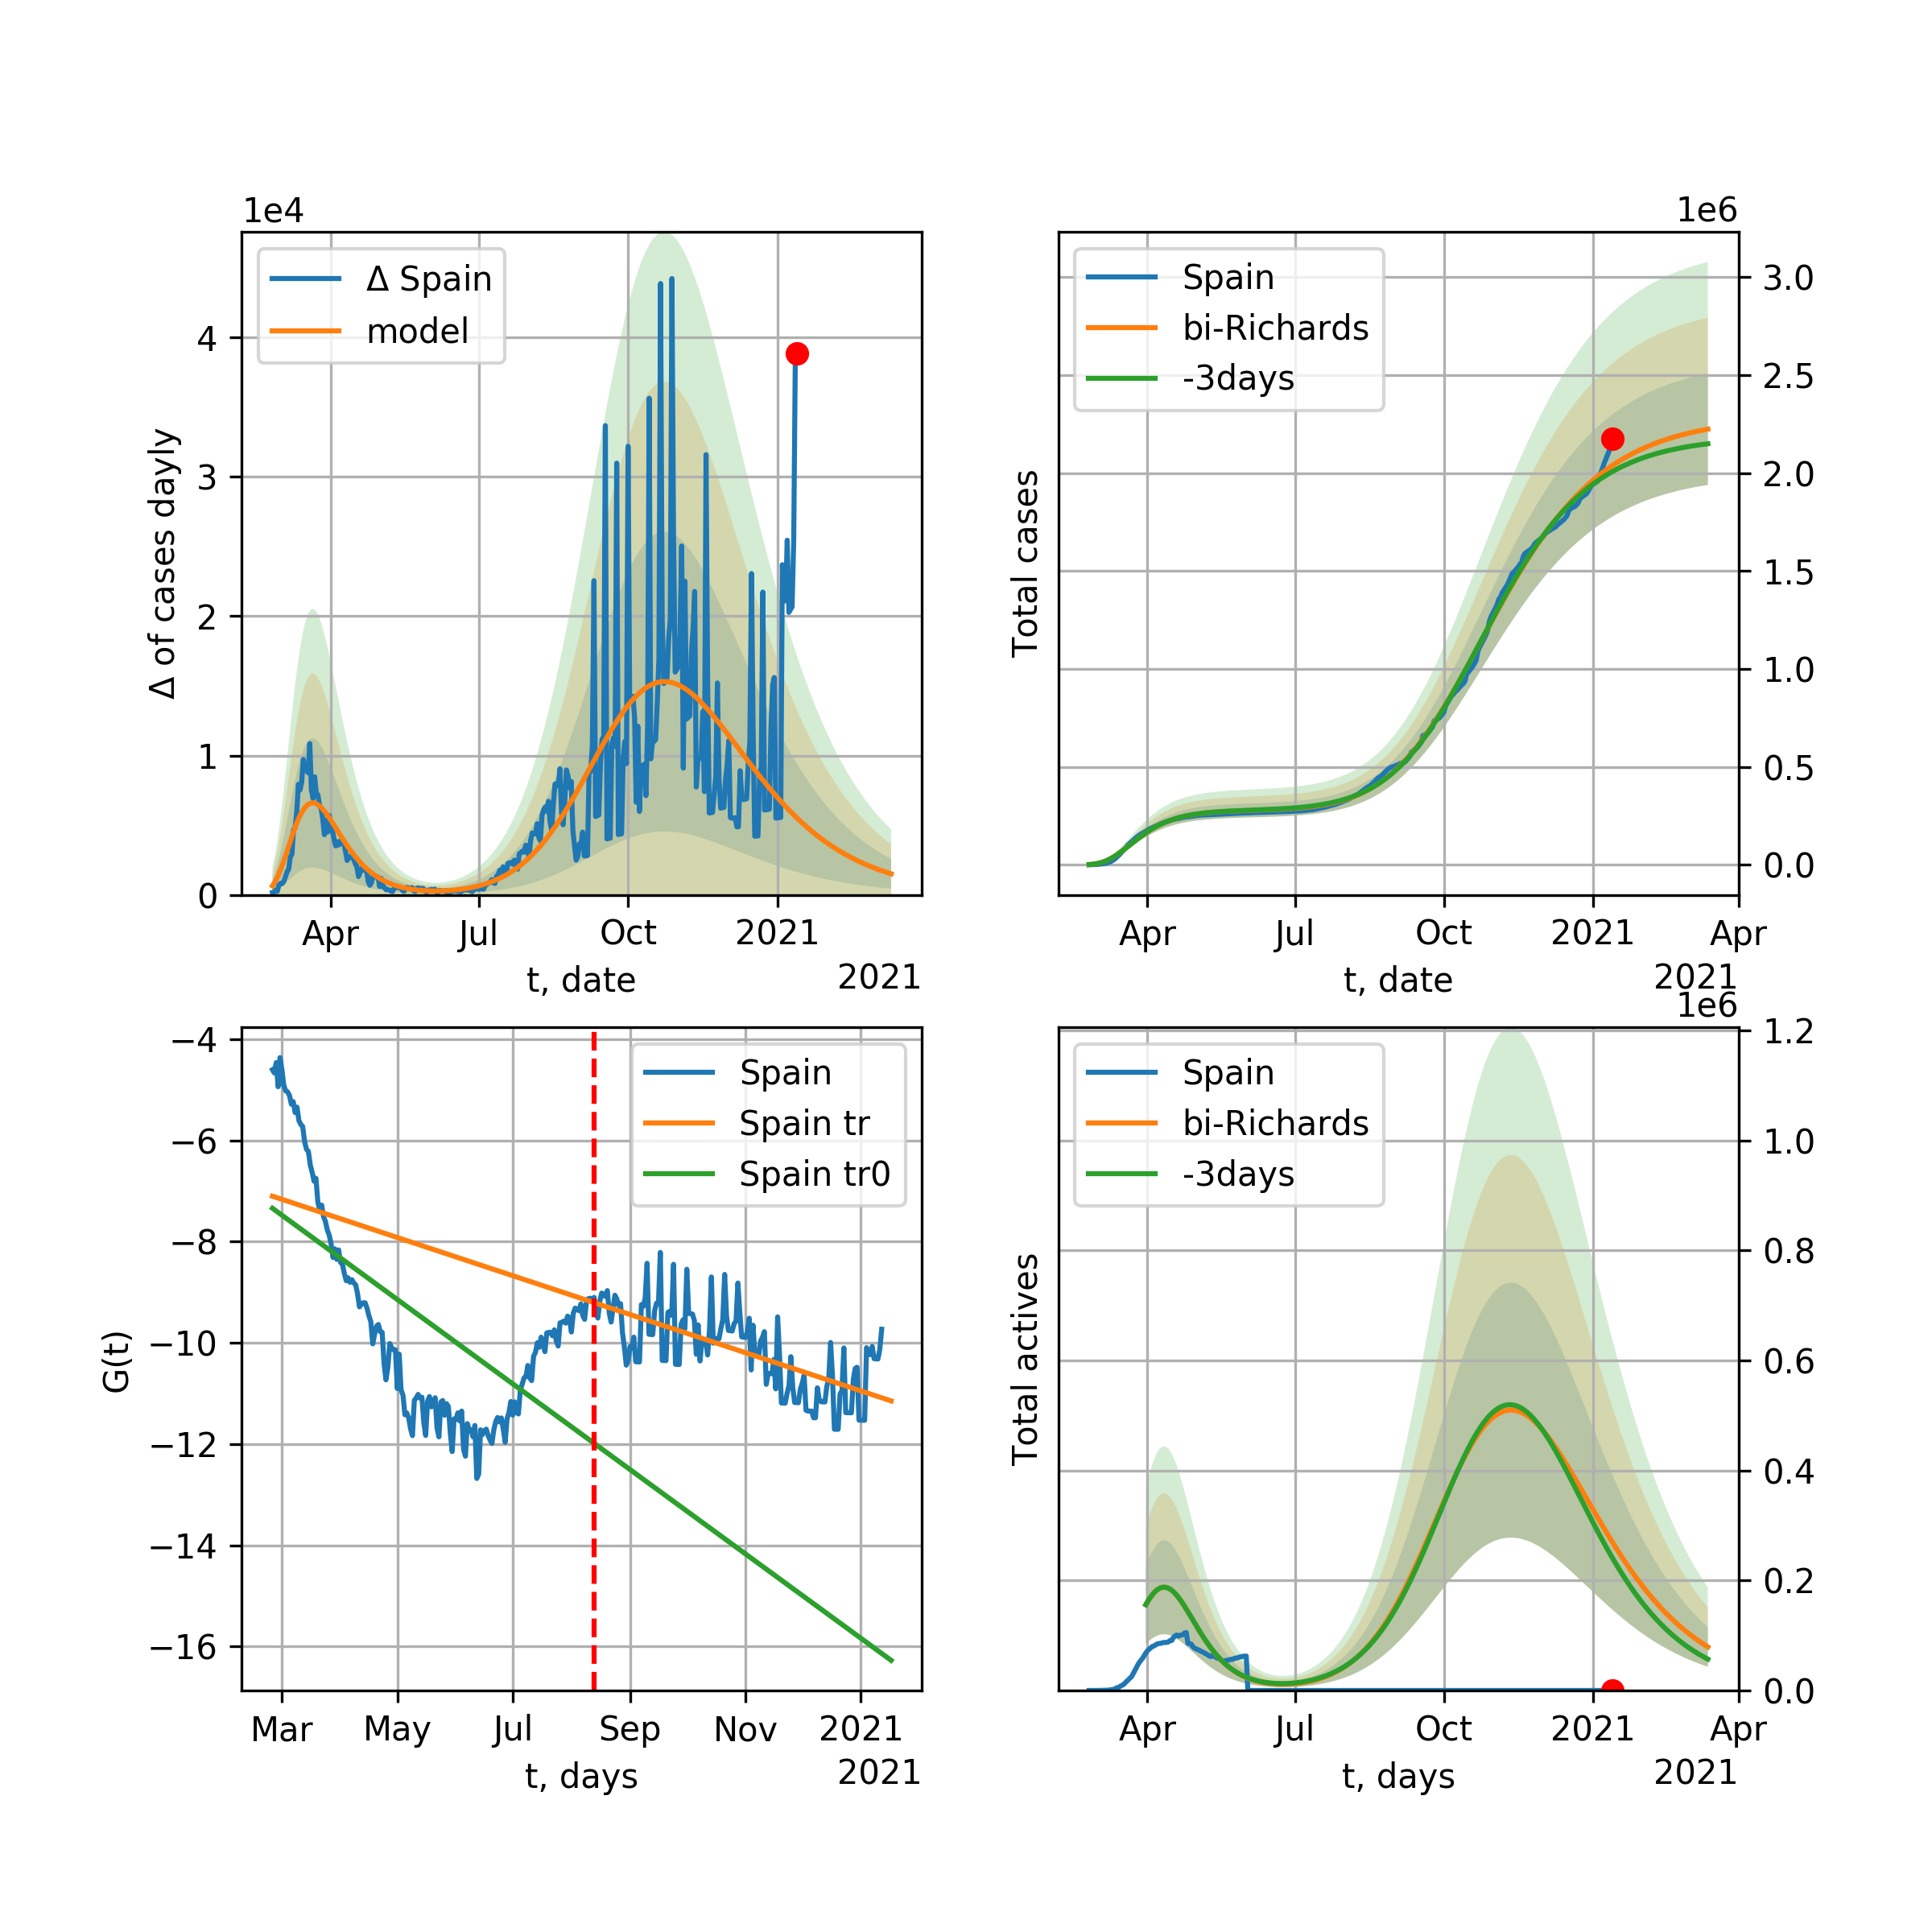 1e4
Δ Spain
model
4
3
2
1
0
Δ of cases dayly
Apr Jul Oct 2021
t, date
2021
1e6
Spain
bi-Richards
-3days
3.0
2.5
2.0
1.5
1.0
0.5
0.0
Total cases
Apr Jul Oct 2021 Apr
t, date
2021
−4
−6
−8
−10
−12
−14
−16
G(t)
Spain
Spain tr
Spain tr0
Mar May Jul Sep Nov 2021
t, days
2021
1e6
Spain
bi-Richards
-3days
1.2
1.0
0.8
0.6
0.4
0.2
0.0
Total actives
Apr Jul Oct 2021 Apr
t, days
2021